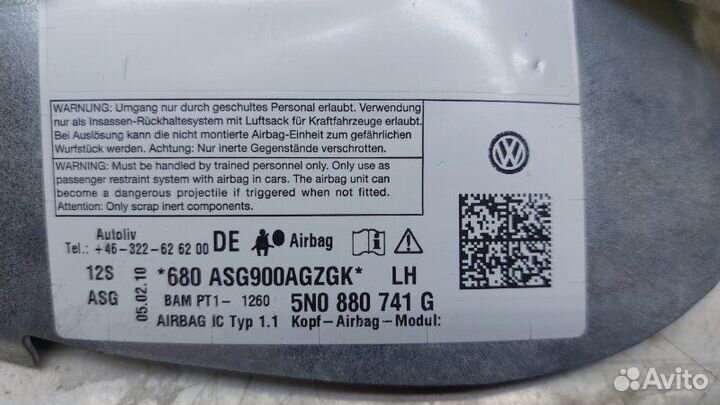 WARNUNG: Umgang nur durch geschultes Personal erlaubt. Verwendung
nur als Insassen-Rückhaltesystem mit Luftsack für Kraftfahrzeuge erlaubt.
Bei Auslösung kann die nicht montierte Airbag-Einheit zum gefährlichen
Wurfstück werden. Achtung: Nur inerte Gegenstände verschrotten.
WARNING: Must be handled by trained personnel only. Only use as
passenger restraint system with airbag in cars. The airbag unit can
become a dangerous projectile if triggered when not fitted.
Attention: Only scrap inert components.
Autoliv
Tel.: +46-322-62 62 00 DE Airbag
12S *680 ASG900AGZGK* LH
ASG 05.02.10 BAM PT1- 1260 5N0 880 741 G
AIRBAG IC Typ 1.1 Kopf-Airbag-Modul:
Avito